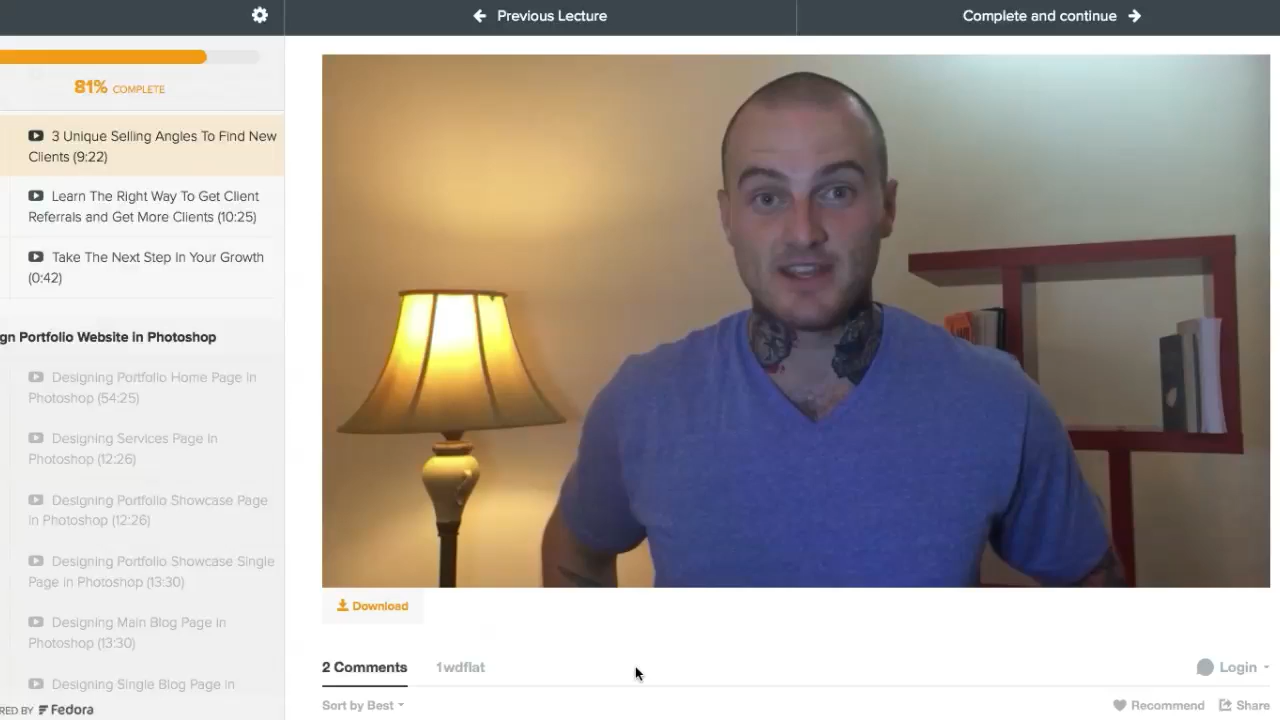 Previous Lecture
Complete and continue
81% COMPLETE
3 Unique Selling Angles To Find New
Clients (9:22)
Learn The Right Way To Get Client
Referrals and Get More Clients (10:25)
Take The Next Step In Your Growth
(0:42)
gn Portfolio Website in Photoshop
Designing Portfolio Home Page in
Photoshop (54:25)
Designing Services Page in
Photoshop (12:26)
Designing Portfolio Showcase Page
in Photoshop (12:26)
Designing Portfolio Showcase Single
Page in Photoshop (13:30)
Designing Main Blog Page in
Photoshop (13:30)
Designing Single Blog Page in
RED BY Fedora
Download
2 Comments
1wdflat
Login
Sort by Best
Recommend
Share